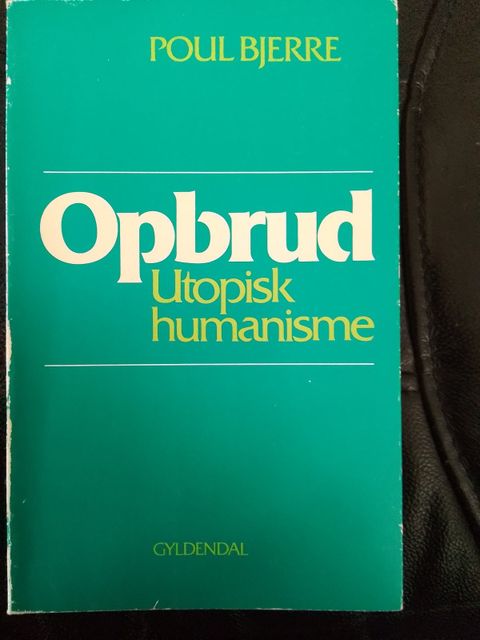 POUL BJERRE
Opbrud
Utopisk
humanisme
GYLDENDAL